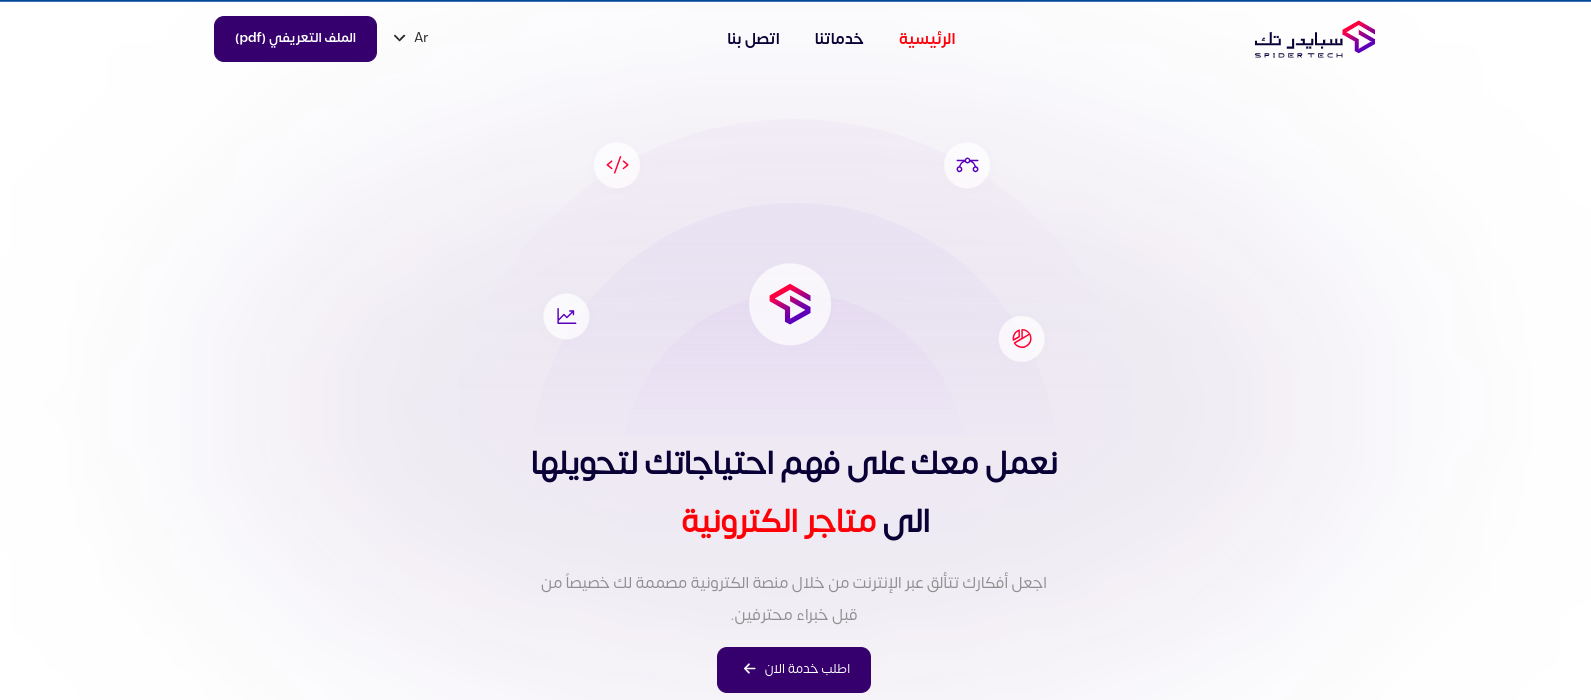 سبايدر تك
SPIDER TECH
الرئيسية
خدماتنا
اتصل بنا
Ar
الملف التعريفي (pdf)
نعمل معك على فهم احتياجاتك لتحويلها
الى متاجر الكترونية
اجعل أفكارك تتألق عبر الإنترنت من خلال منصة الكترونية مصممة لك خصيصاً من
قبل خبراء محترفين.
اطلب خدمة الان